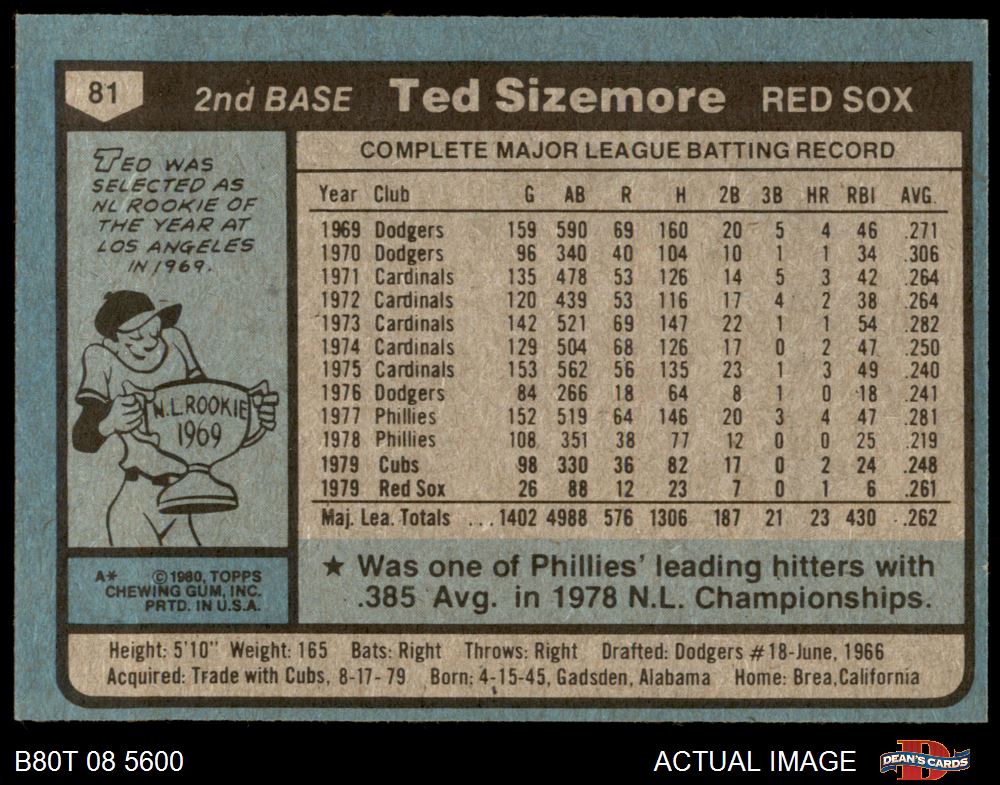 81 2nd BASE Ted Sizemore RED SOX
TED WAS
SELECTED AS
NL ROOKIE OF
THE YEAR AT
LOS ANGELES
IN 1969.
N.L. ROOKIE
1969
A* © 1980, TOPPS
CHEWING GUM, INC.
PRTD. IN U.S.A.
COMPLETE MAJOR LEAGUE BATTING RECORD
Year Club G AB R H 2B 3B HR RBI AVG.
1969 Dodgers 159 590 69 160 20 5 4 46 .271
1970 Dodgers 96 340 40 104 10 1 1 34 .306
1971 Cardinals 135 478 53 126 14 5 3 42 .264
1972 Cardinals 120 439 53 116 17 4 2 38 .264
1973 Cardinals 142 521 69 147 22 1 1 54 .282
1974 Cardinals 129 504 68 126 17 0 2 47 .250
1975 Cardinals 153 562 56 135 23 1 3 49 .240
1976 Dodgers 84 266 18 64 8 1 0 18 .241
1977 Phillies 152 519 64 146 20 3 4 47 .281
1978 Phillies 108 351 38 77 12 0 0 25 .219
1979 Cubs 98 330 36 82 17 0 2 24 .248
1979 Red Sox 26 88 12 23 7 0 1 6 .261
Maj. Lea. Totals ...1402 4988 576 1306 187 21 23 430 .262
★ Was one of Phillies' leading hitters with
.385 Avg. in 1978 N.L. Championships.
Height: 5'10" Weight: 165 Bats: Right Throws: Right Drafted: Dodgers #18-June, 1966
Acquired: Trade with Cubs, 8-17-79 Born: 4-15-45, Gadsden, Alabama Home: Brea, California
B80T 08 5600 ACTUAL IMAGE DEAN'S CARDS